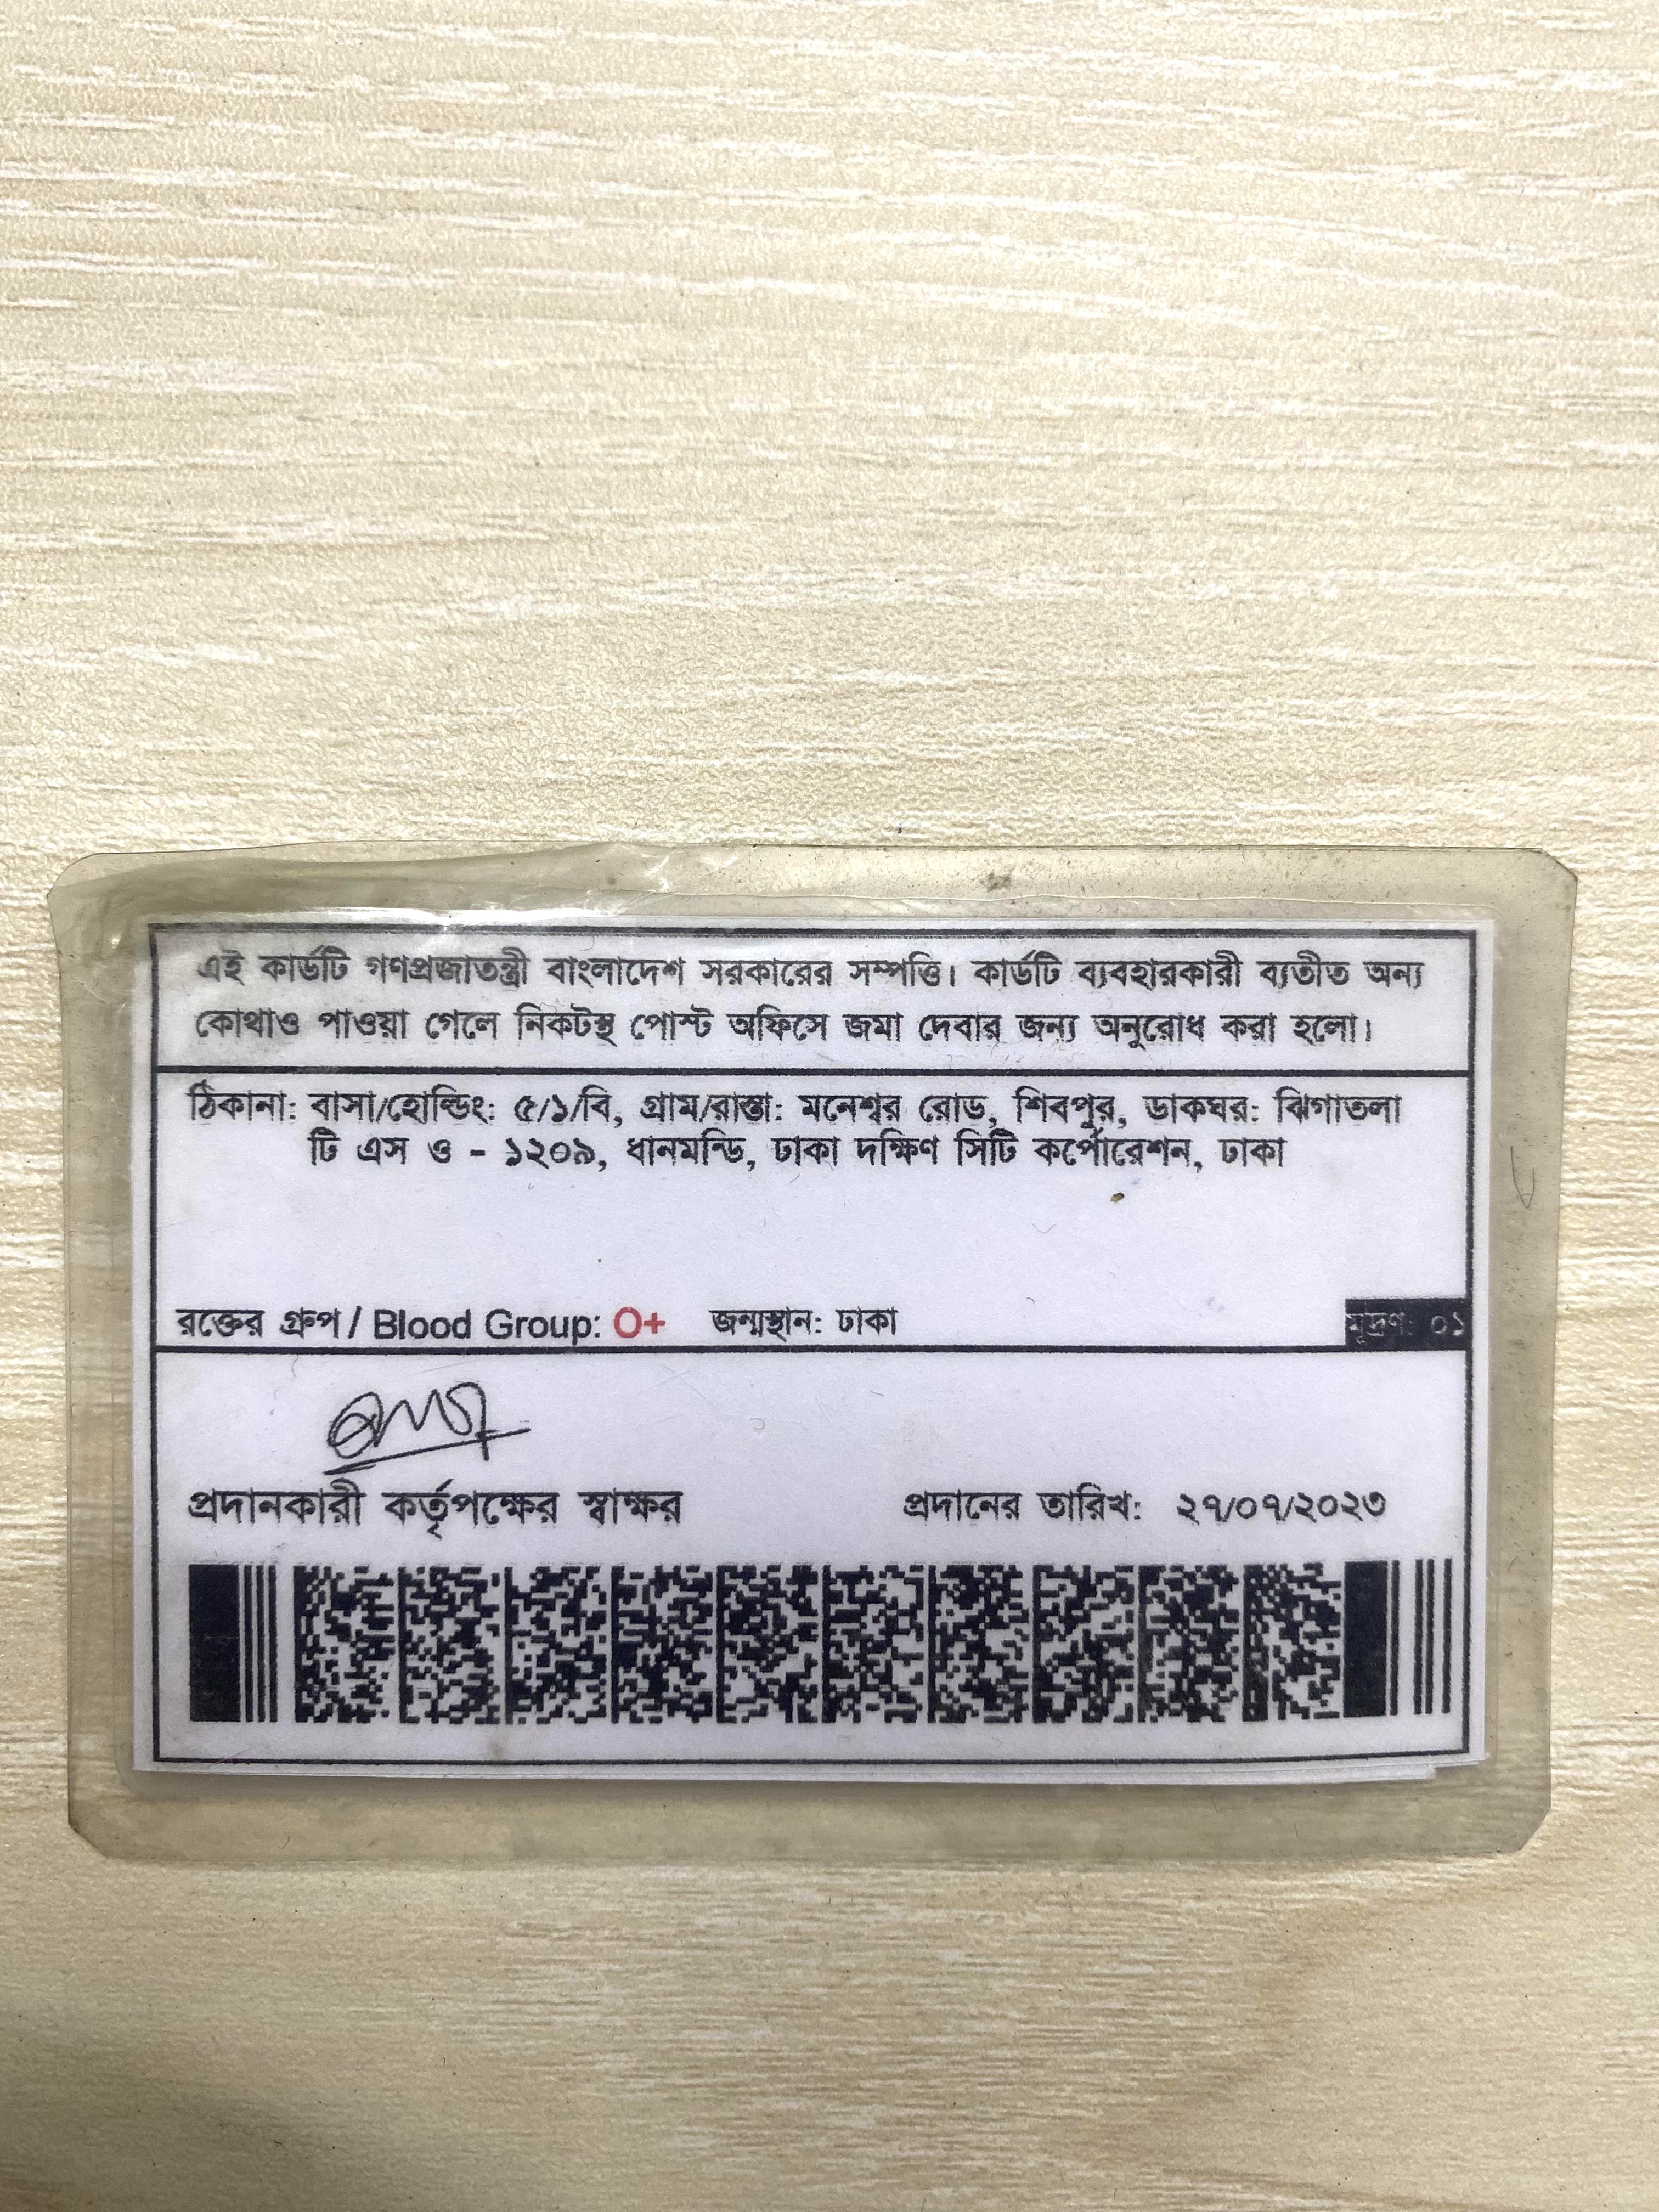 এই কার্ডটি গণপ্রজাতন্ত্রী বাংলাদেশ সরকারের সম্পত্তি। কার্ডটি ব্যবহারকারী ব্যতীত অন্য
কোথাও পাওয়া গেলে নিকটস্থ পোস্ট অফিসে জমা দেবার জন্য অনুরোধ করা হলো।
ঠিকানা: বাসা/হোল্ডিং: ৫/১/বি, গ্রাম/রাস্তা: মনেশ্বর রোড, শিবপুর, ডাকঘর: ঝিগাতলা
টি এস ও - ১২০৯, ধানমন্ডি, ঢাকা দক্ষিণ সিটি কর্পোরেশন, ঢাকা
রক্তের গ্রুপ / Blood Group: O+ জন্মস্থান: ঢাকা মূদ্রণ: ০১
প্রদানকারী কর্তৃপক্ষের স্বাক্ষর প্রদানের তারিখ: ২৭/০৭/২০২৩